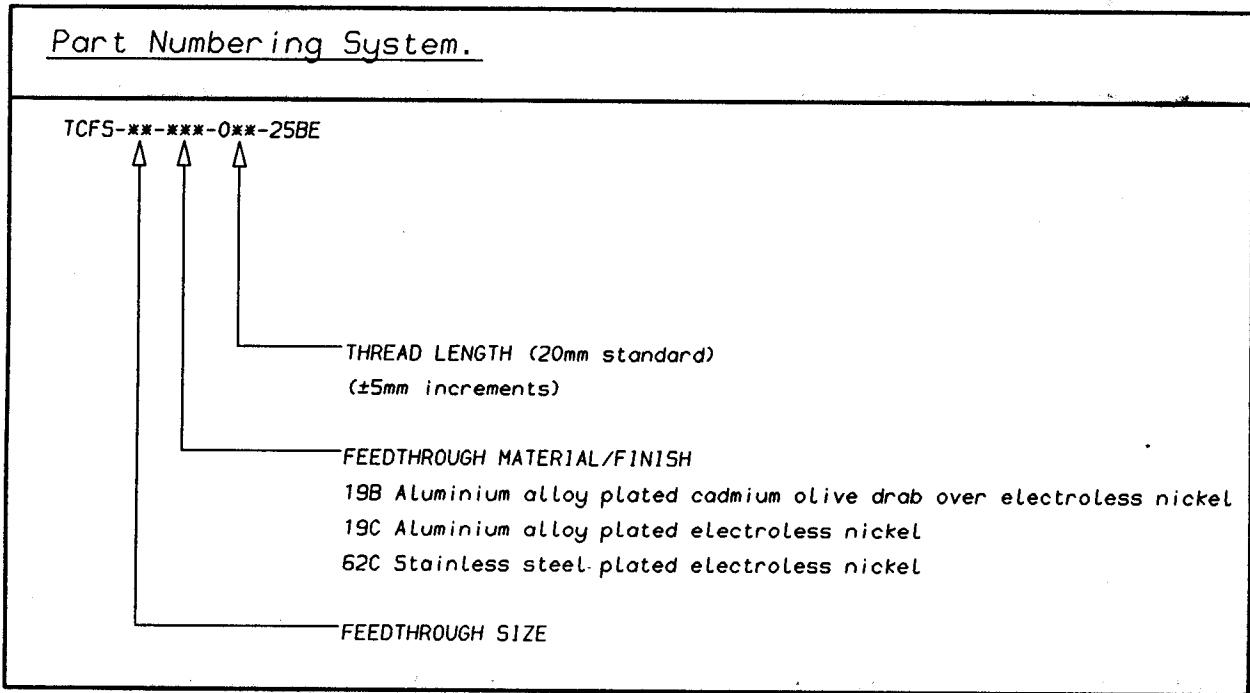 Part Numbering System.
TCFS-**-***-0**-25BE
THREAD LENGTH (20mm standard)
(±5mm increments)
FEEDTHROUGH MATERIAL/FINISH
19B Aluminium alloy plated cadmium olive drab over electroless nickel
19C Aluminium alloy plated electroless nickel
62C Stainless steel plated electroless nickel
FEEDTHROUGH SIZE